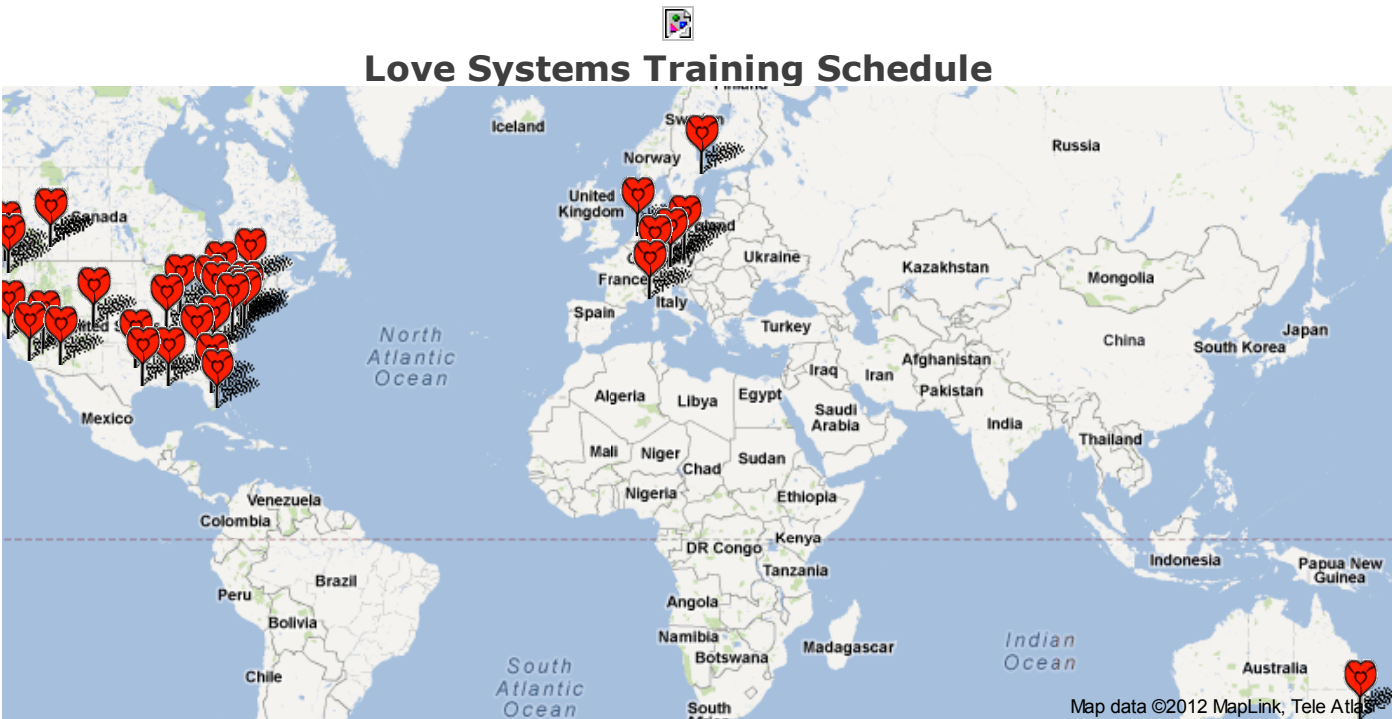 Love Systems Training Schedule
Finland
Iceland
Russia
Norway
United
Kingdom
Canada
Ukraine
Kazakhstan
Mongolia
France
Italy
Spain
Turkey
Japan
South Korea
China
North
Atlantic
Ocean
Afghanistan
Iraq
Iran
Pakistan
Algeria
Libya
Egypt
Saudi
Arabia
India
Thailand
Mexico
Mali
Niger
Chad
Sudan
Nigeria
Ethiopia
Venezuela
Colombia
Kenya
DR Congo
Tanzania
Indonesia
Papua New
Guinea
Brazil
Peru
Angola
Bolivia
Namibia
Botswana
Madagascar
Indian
Ocean
Australia
Chile
South
Atlantic
Ocean
South
Map data ©2012 MapLink, Tele Atlas